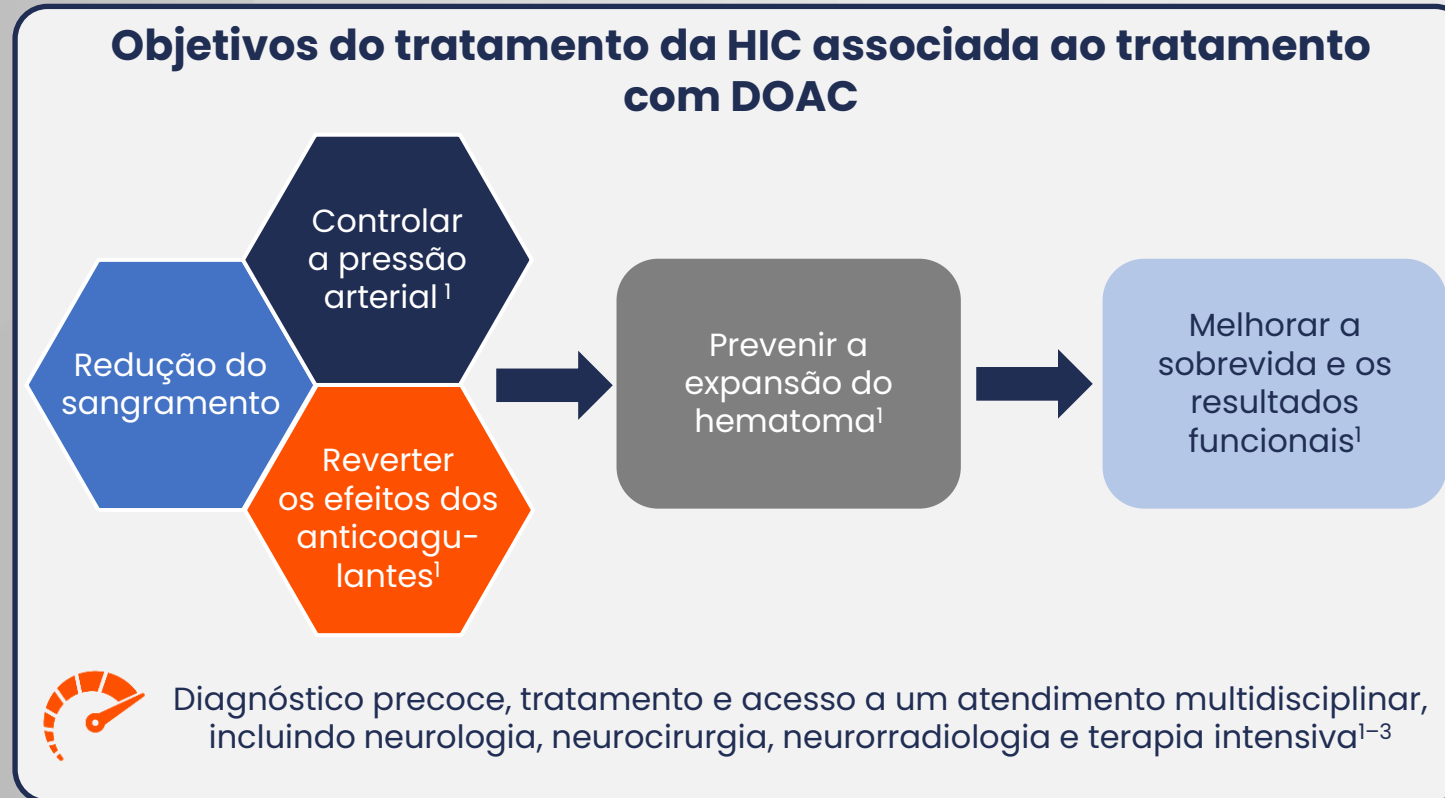 Objetivos do tratamento da HIC associada ao tratamento
com DOAC
Controlar
a pressão
arterial ¹
Redução do
sangramento
Reverter
os efeitos dos
anticoagu-
lantes¹
Prevenir a
expansão do
hematoma¹
Melhorar a
sobrevida e os
resultados
funcionais¹
Diagnóstico precoce, tratamento e acesso a um atendimento multidisciplinar,
incluindo neurologia, neurocirurgia, neurorradiologia e terapia intensiva¹⁻³